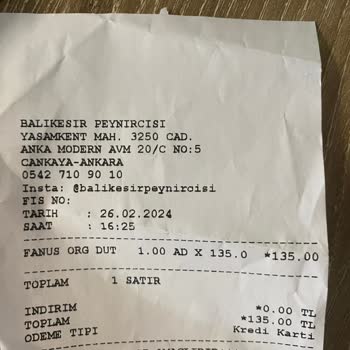 BALIKESIR PEYNIRCISI
YASAMKENT MAH. 3250 CAD.
ANKA MODERN AVM 20/C NO:5
CANKAYA-ANKARA
0542 710 90 10
Insta: @balikesirpeynircisi
FIS NO:
TARIH : 26.02.2024
SAAT : 16:25
FANUS ORG DUT 1.00 AD X 135.0 *135.00
TOPLAM 1 SATIR
INDIRIM *0.00 TL
TOPLAM *135.00 TL
ODEME TIPI Kredi Karti